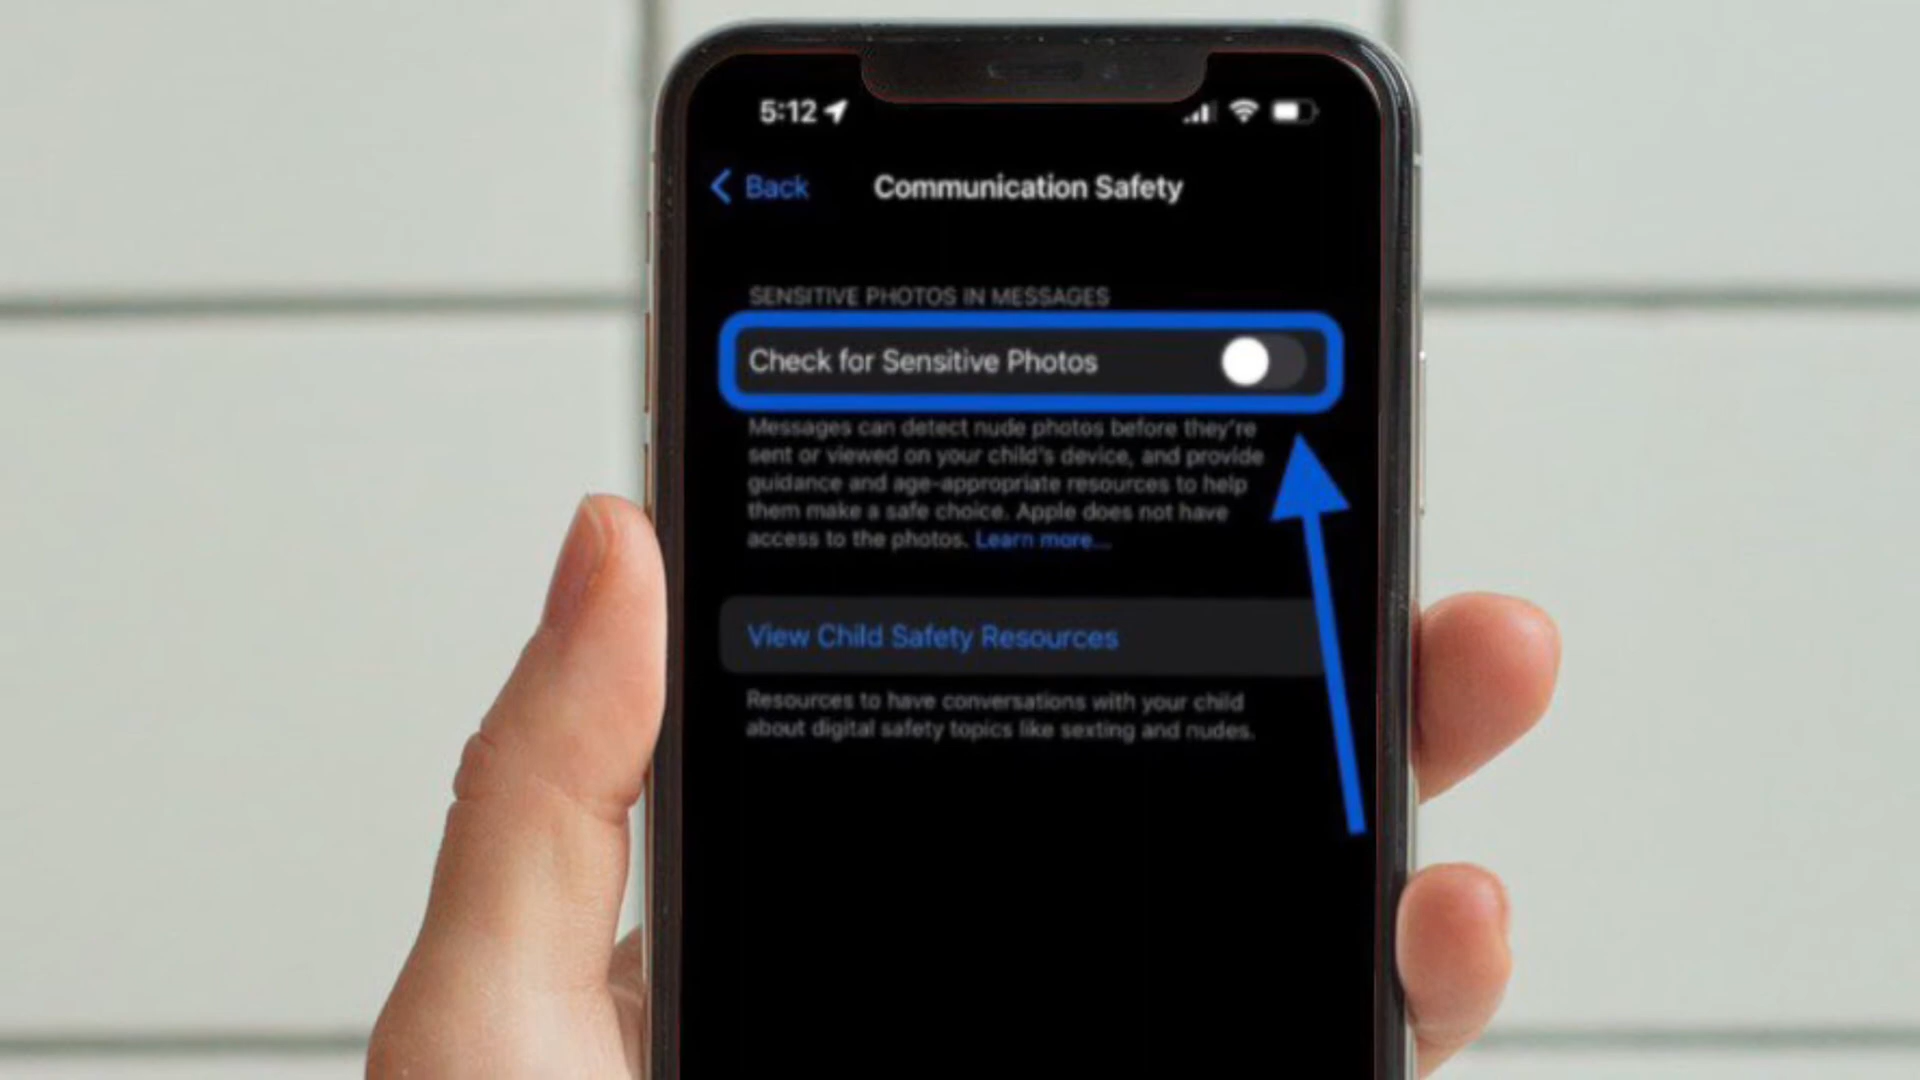 5:12
Back
Communication Safety
SENSITIVE PHOTOS IN MESSAGES
Check for Sensitive Photos
Messages can detect nude photos before they're
sent or viewed on your child's device, and provide
guidance and age-appropriate resources to help
them make a safe choice. Apple does not have
access to the photos. Learn more...
View Child Safety Resources
Resources to have conversations with your child
about digital safety topics like sexting and nudes.